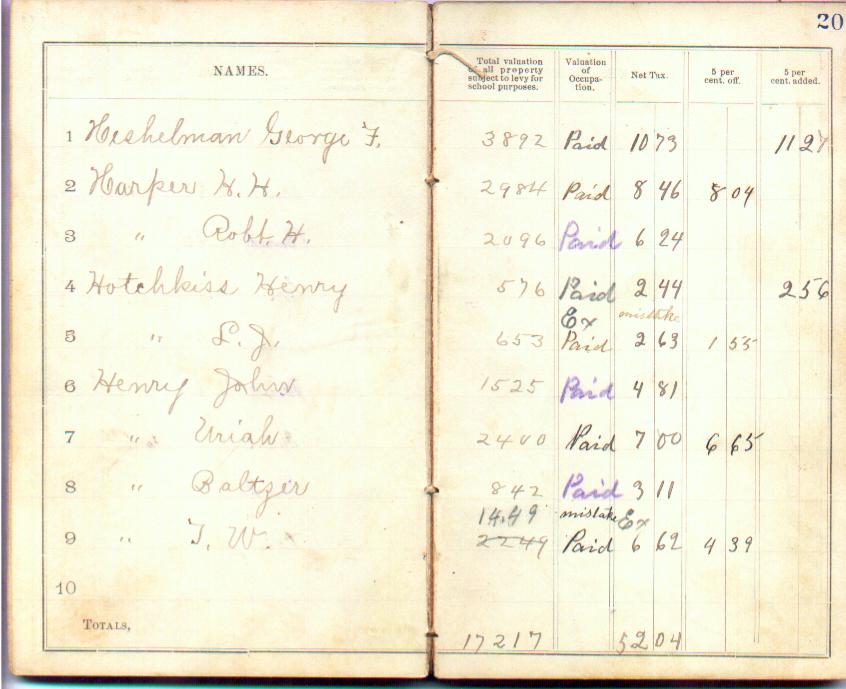 20
NAMES. Total valuation of all property subject to levy for school purposes. Valuation of Occupation. Net Tax. 5 per cent. off. 5 per cent. added.
1 Heshelman George F. 3892 Paid 10 73 11 27
2 Harper H. H. 2984 Paid 8 46 8 04
3 " Robt. H. 2096 Paid 6 24
4 Hotchkiss Henry 576 Paid 2 44 2 56
Ex mistake
5 " L. J. 653 Paid 2 63 1 55
6 Henry John 1525 Paid 4 81
7 " Uriah 2400 Paid 7 00 6 65
8 " Baltzer 842 Paid 3 11
14.49 mistake Ex
9 " T. W. 2249 Paid 6 62 4 39
10
TOTALS, 17217 52 04